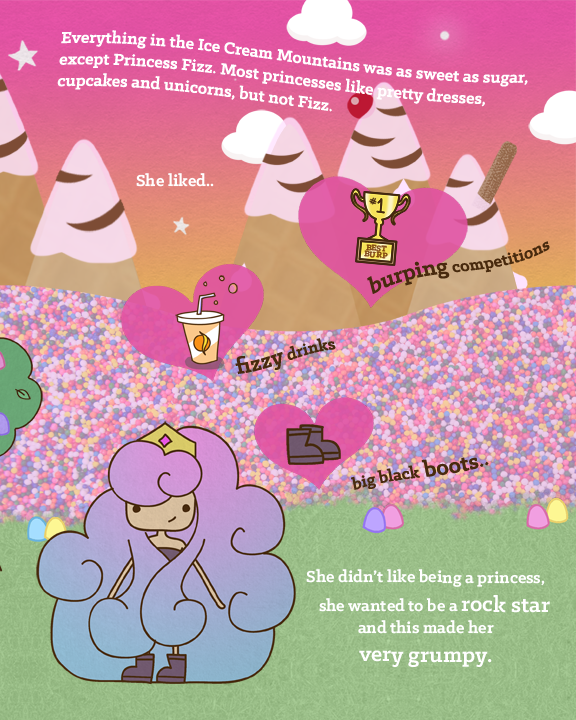 Everything in the Ice Cream Mountains was as sweet as sugar,
except Princess Fizz. Most princesses like pretty dresses,
cupcakes and unicorns, but not Fizz.
She liked..
#1
BEST
BURP
burping competitions
fizzy drinks
big black boots..
She didn't like being a princess,
she wanted to be a rock star
and this made her
very grumpy.